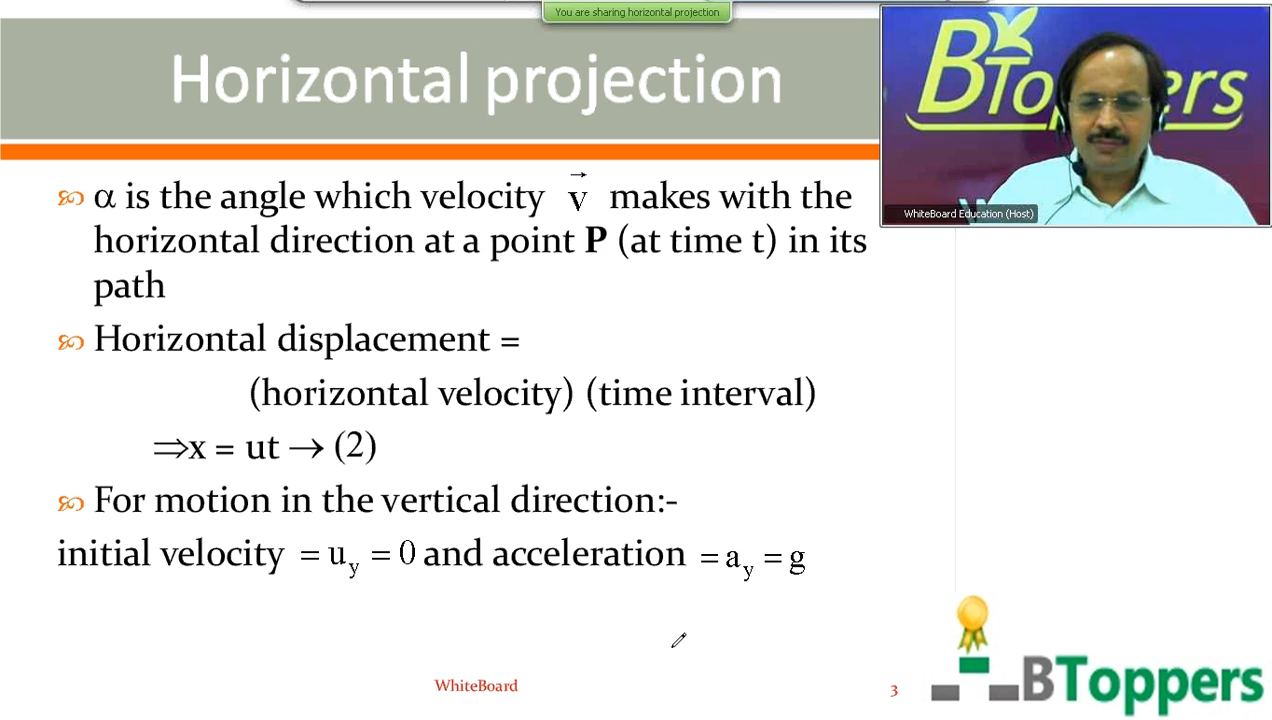 You are sharing horizontal projection
Horizontal projection
BToppers
WhiteBoard Education (Host)
α is the angle which velocity v⃗ makes with the
horizontal direction at a point P (at time t) in its
path
Horizontal displacement =
(horizontal velocity) (time interval)
⇒x = ut → (2)
For motion in the vertical direction:-
initial velocity = u_y = 0 and acceleration = a_y = g
WhiteBoard
3
BToppers